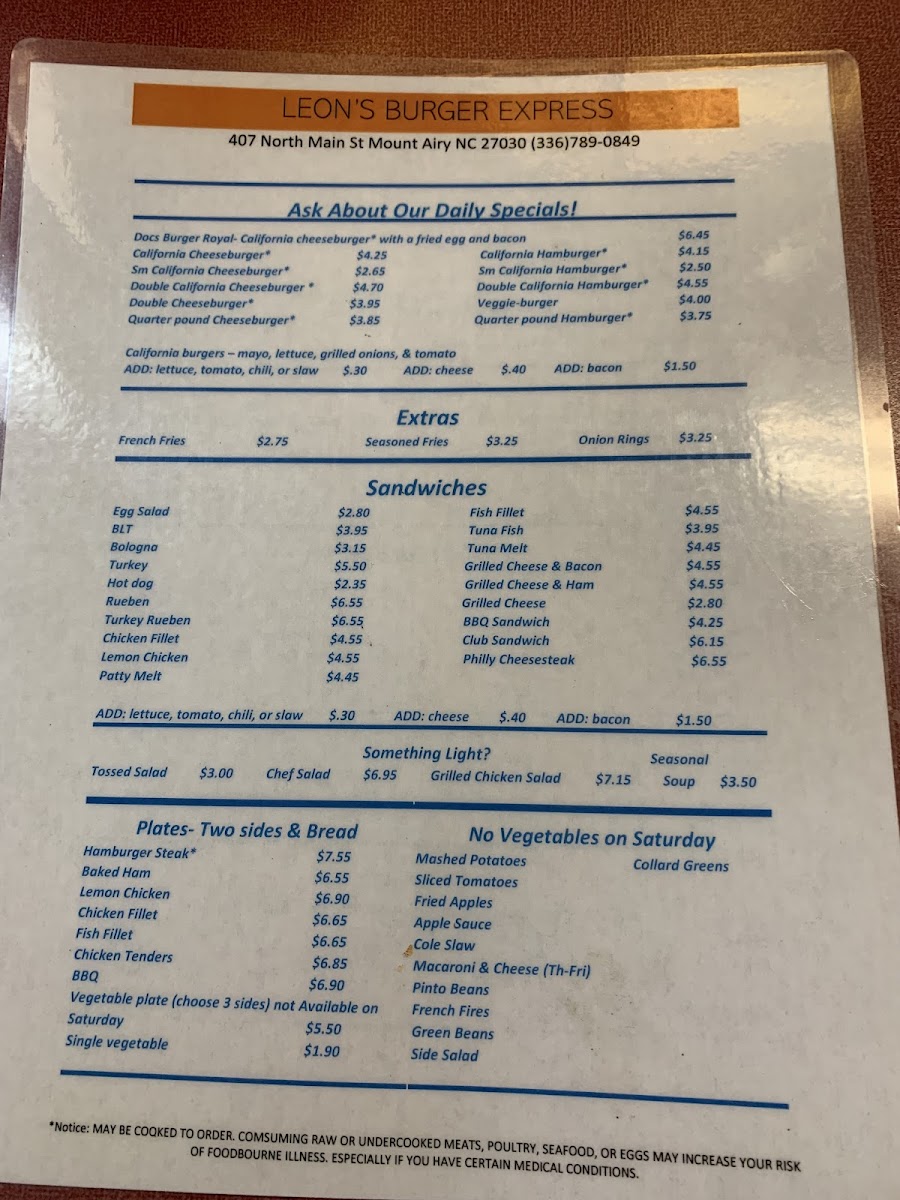 LEON'S BURGER EXPRESS
407 North Main St Mount Airy NC 27030 (336)789-0849
Ask About Our Daily Specials!
Docs Burger Royal- California cheeseburger* with a fried egg and bacon $6.45
California Cheeseburger* $4.25 California Hamburger* $4.15
Sm California Cheeseburger* $2.65 Sm California Hamburger* $2.50
Double California Cheeseburger * $4.70 Double California Hamburger* $4.55
Double Cheeseburger* $3.95 Veggie-burger $4.00
Quarter pound Cheeseburger* $3.85 Quarter pound Hamburger* $3.75
California burgers – mayo, lettuce, grilled onions, & tomato
ADD: lettuce, tomato, chili, or slaw $.30 ADD: cheese $.40 ADD: bacon $1.50
Extras
French Fries $2.75 Seasoned Fries $3.25 Onion Rings $3.25
Sandwiches
Egg Salad $2.80 Fish Fillet $4.55
BLT $3.95 Tuna Fish $3.95
Bologna $3.15 Tuna Melt $4.45
Turkey $5.50 Grilled Cheese & Bacon $4.55
Hot dog $2.35 Grilled Cheese & Ham $4.55
Rueben $6.55 Grilled Cheese $2.80
Turkey Rueben $6.55 BBQ Sandwich $4.25
Chicken Fillet $4.55 Club Sandwich $6.15
Lemon Chicken $4.55 Philly Cheesesteak $6.55
Patty Melt $4.45
ADD: lettuce, tomato, chili, or slaw $.30 ADD: cheese $.40 ADD: bacon $1.50
Something Light? Seasonal
Tossed Salad $3.00 Chef Salad $6.95 Grilled Chicken Salad $7.15 Soup $3.50
Plates- Two sides & Bread
Hamburger Steak* $7.55
Baked Ham $6.55
Lemon Chicken $6.90
Chicken Fillet $6.65
Fish Fillet $6.65
Chicken Tenders $6.85
BBQ $6.90
Vegetable plate (choose 3 sides) not Available on
Saturday $5.50
Single vegetable $1.90
No Vegetables on Saturday
Mashed Potatoes Collard Greens
Sliced Tomatoes
Fried Apples
Apple Sauce
Cole Slaw
Macaroni & Cheese (Th-Fri)
Pinto Beans
French Fires
Green Beans
Side Salad
*Notice: MAY BE COOKED TO ORDER. COMSUMING RAW OR UNDERCOOKED MEATS, POULTRY, SEAFOOD, OR EGGS MAY INCREASE YOUR RISK
OF FOODBOURNE ILLNESS. ESPECIALLY IF YOU HAVE CERTAIN MEDICAL CONDITIONS.